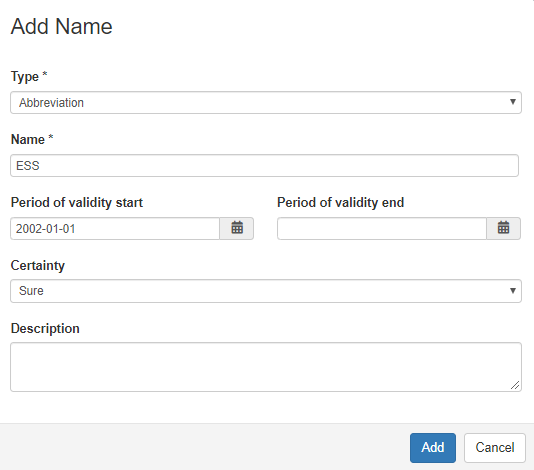 Add Name
Type *
Abbreviation
Name *
ESS
Period of validity start Period of validity end
2002-01-01
Certainty
Sure
Description
Add Cancel